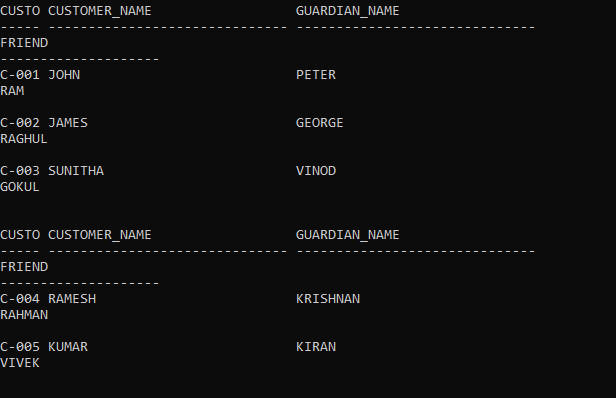 CUSTO CUSTOMER_NAME                  GUARDIAN_NAME
----- ------------------------------ ------------------------------
FRIEND
--------------------
C-001 JOHN                           PETER
RAM

C-002 JAMES                          GEORGE
RAGHUL

C-003 SUNITHA                        VINOD
GOKUL


CUSTO CUSTOMER_NAME                  GUARDIAN_NAME
----- ------------------------------ ------------------------------
FRIEND
--------------------
C-004 RAMESH                         KRISHNAN
RAHMAN

C-005 KUMAR                          KIRAN
VIVEK